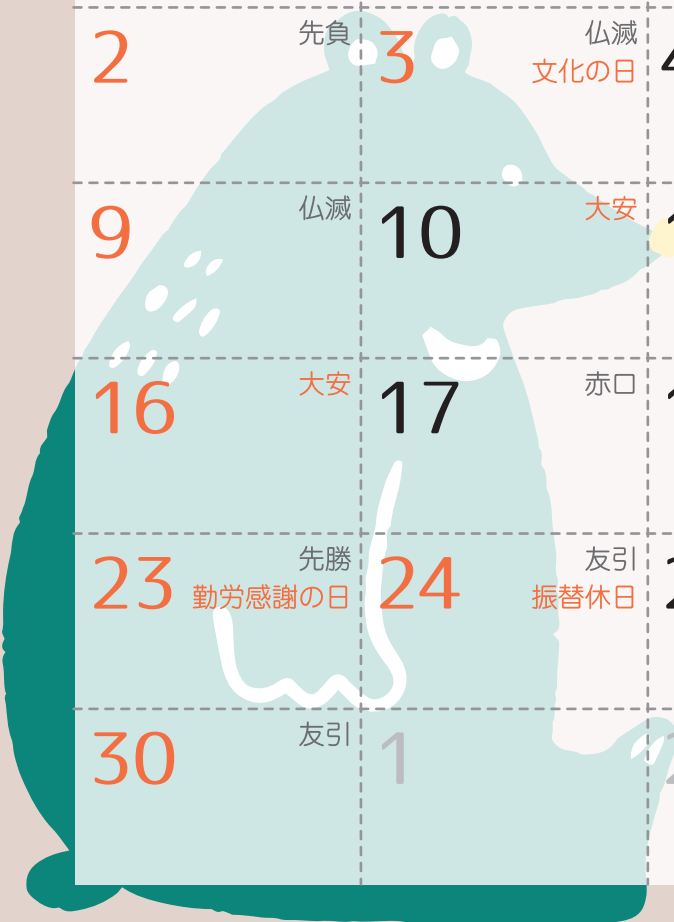 2 先負
3 仏滅
文化の日
9 仏滅
10 大安
16 大安
17 赤口
23 先勝
勤労感謝の日
24 友引
振替休日
30 友引
1